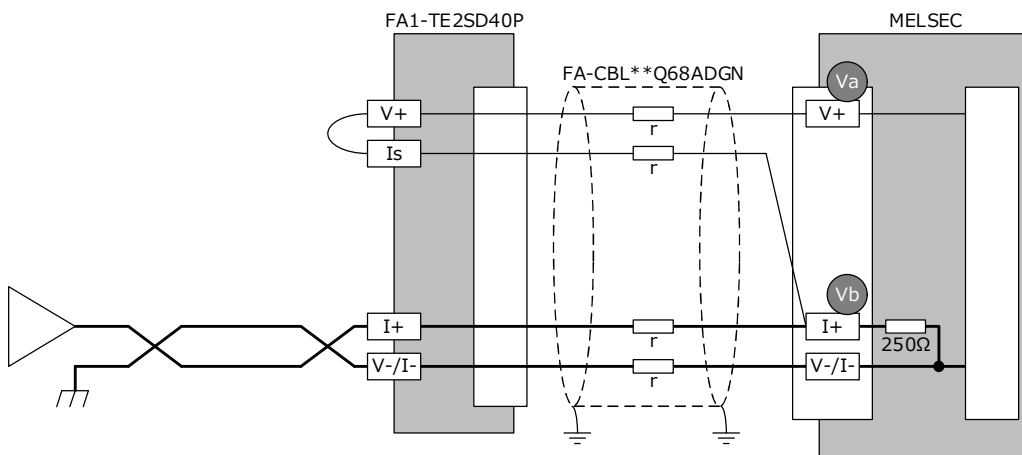 FA1-TE2SD40P
MELSEC
FA-CBL**Q68ADGN
Va
V+
r
V+
Is
r
Vb
I+
r
I+
250Ω
V-/I-
r
V-/I-